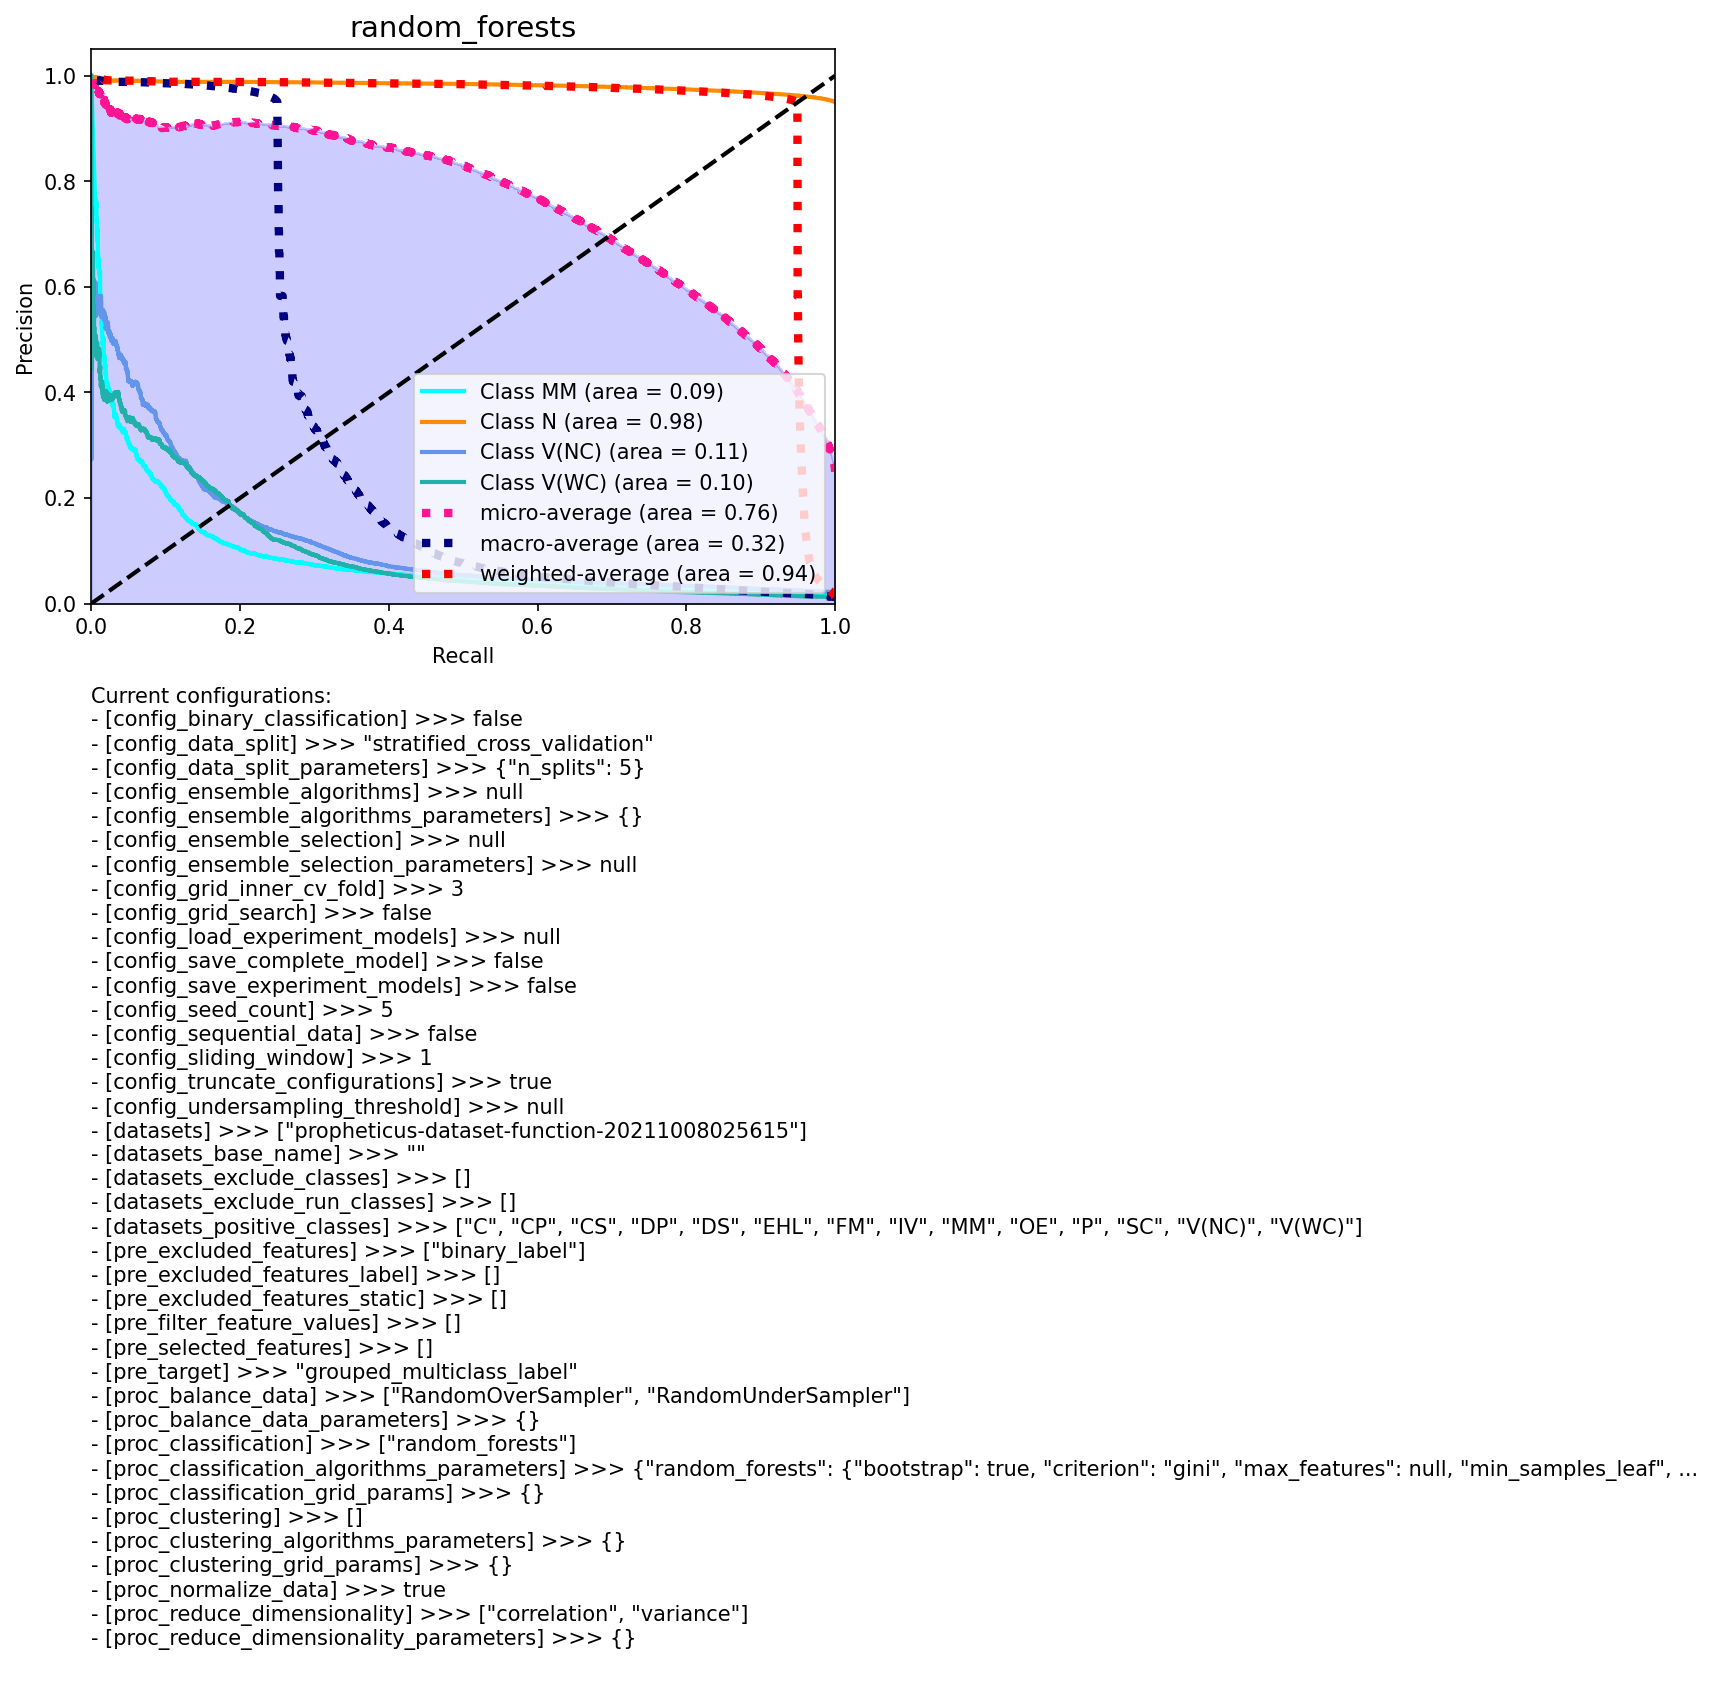 random_forests
1.0
0.8
0.6
0.4
0.2
0.0
Precision
Class MM (area = 0.09)
Class N (area = 0.98)
Class V(NC) (area = 0.11)
Class V(WC) (area = 0.10)
micro-average (area = 0.76)
macro-average (area = 0.32)
weighted-average (area = 0.94)
0.0 0.2 0.4 0.6 0.8 1.0
Recall
Current configurations:
- [config_binary_classification] >>> false
- [config_data_split] >>> "stratified_cross_validation"
- [config_data_split_parameters] >>> {"n_splits": 5}
- [config_ensemble_algorithms] >>> null
- [config_ensemble_algorithms_parameters] >>> {}
- [config_ensemble_selection] >>> null
- [config_ensemble_selection_parameters] >>> null
- [config_grid_inner_cv_fold] >>> 3
- [config_grid_search] >>> false
- [config_load_experiment_models] >>> null
- [config_save_complete_model] >>> false
- [config_save_experiment_models] >>> false
- [config_seed_count] >>> 5
- [config_sequential_data] >>> false
- [config_sliding_window] >>> 1
- [config_truncate_configurations] >>> true
- [config_undersampling_threshold] >>> null
- [datasets] >>> ["propheticus-dataset-function-20211008025615"]
- [datasets_base_name] >>> ""
- [datasets_exclude_classes] >>> []
- [datasets_exclude_run_classes] >>> []
- [datasets_positive_classes] >>> ["C", "CP", "CS", "DP", "DS", "EHL", "FM", "IV", "MM", "OE", "P", "SC", "V(NC)", "V(WC)"]
- [pre_excluded_features] >>> ["binary_label"]
- [pre_excluded_features_label] >>> []
- [pre_excluded_features_static] >>> []
- [pre_filter_feature_values] >>> []
- [pre_selected_features] >>> []
- [pre_target] >>> "grouped_multiclass_label"
- [proc_balance_data] >>> ["RandomOverSampler", "RandomUnderSampler"]
- [proc_balance_data_parameters] >>> {}
- [proc_classification] >>> ["random_forests"]
- [proc_classification_algorithms_parameters] >>> {"random_forests": {"bootstrap": true, "criterion": "gini", "max_features": null, "min_samples_leaf", ...
- [proc_classification_grid_params] >>> {}
- [proc_clustering] >>> []
- [proc_clustering_algorithms_parameters] >>> {}
- [proc_clustering_grid_params] >>> {}
- [proc_normalize_data] >>> true
- [proc_reduce_dimensionality] >>> ["correlation", "variance"]
- [proc_reduce_dimensionality_parameters] >>> {}